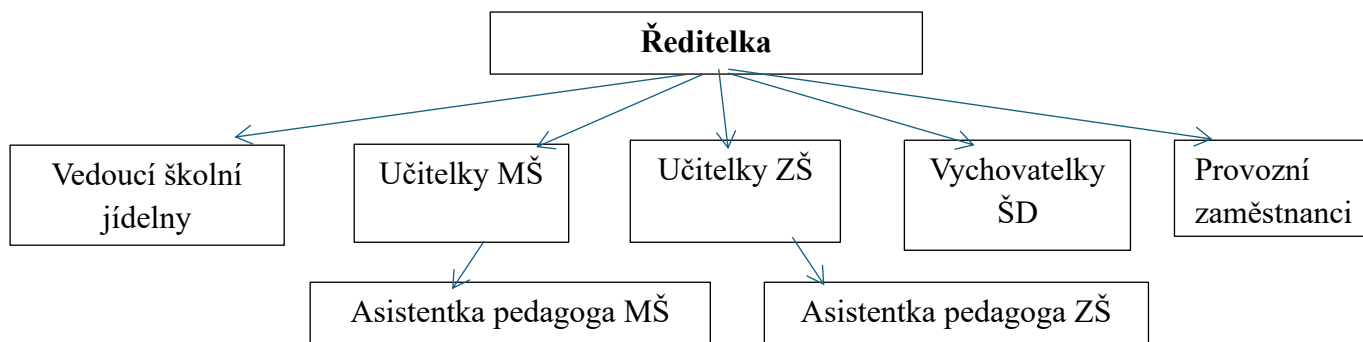 Ředitelka
Vedoucí školní
jídelny
Učitelky MŠ
Učitelky ZŠ
Vychovatelky
ŠD
Provozní
zaměstnanci
Asistentka pedagoga MŠ
Asistentka pedagoga ZŠ